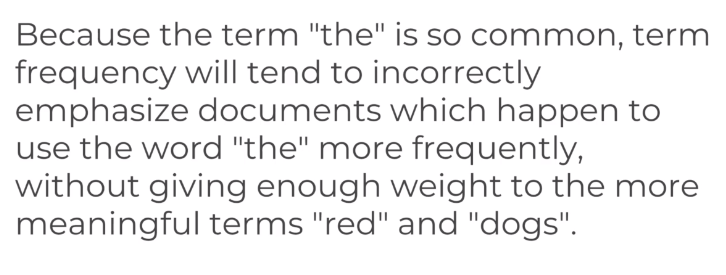 Because the term "the" is so common, term
frequency will tend to incorrectly
emphasize documents which happen to
use the word "the" more frequently,
without giving enough weight to the more
meaningful terms "red" and "dogs".